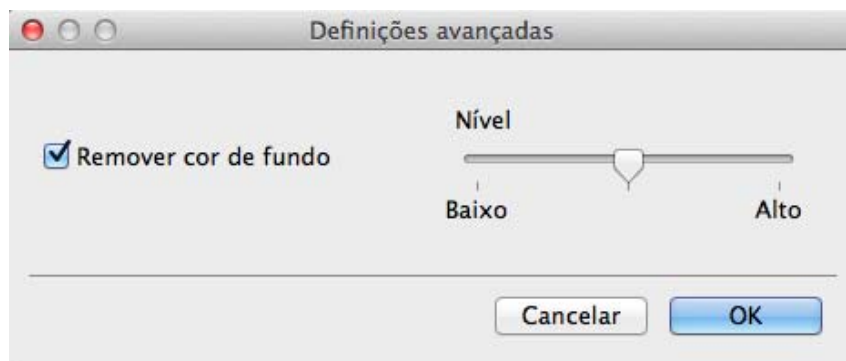 Definições avançadas
Nível
Remover cor de fundo
Baixo Alto
Cancelar OK